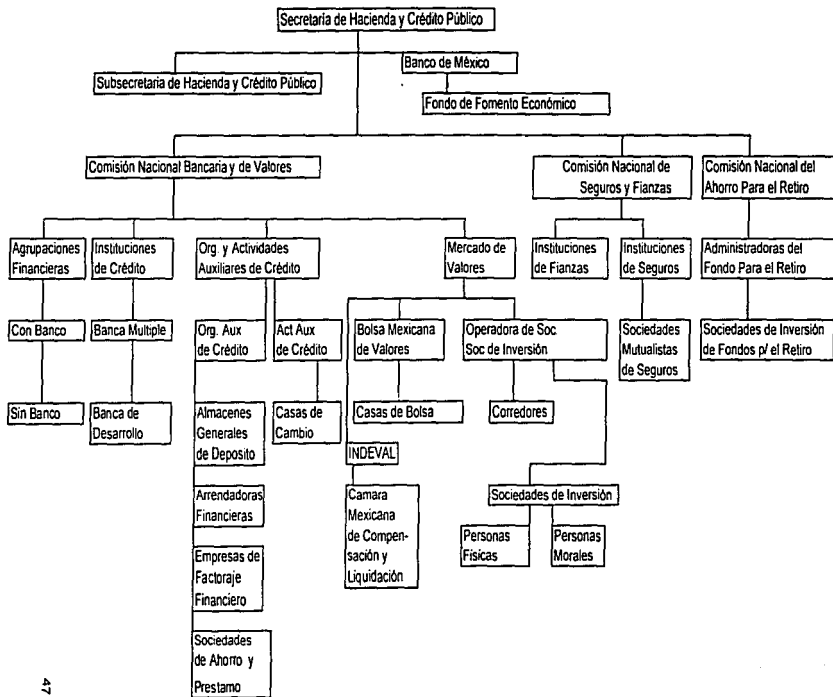 Secretaría de Hacienda y Crédito Público
Subsecretaria de Hacienda y Crédito Público
Banco de México
Fondo de Fomento Económico
Comisión Nacional Bancaria y de Valores
Comisión Nacional de
Seguros y Fianzas
Comisión Nacional del
Ahorro Para el Retiro
Agrupaciones
Financieras
Instituciones
de Crédito
Org. y Actividades
Auxiliares de Crédito
Mercado de
Valores
Instituciones
de Fianzas
Instituciones
de Seguros
Administradoras del
Fondo Para el Retiro
Con Banco
Banca Multiple
Org. Aux
de Crédito
Act Aux
de Crédito
Bolsa Mexicana
de Valores
Operadora de Soc
Soc de Inversión
Sociedades
Mutualistas
de Seguros
Sociedades de Inversión
de Fondos p/ el Retiro
Sin Banco
Banca de
Desarrollo
Almacenes
Generales
de Deposito
Casas de
Cambio
Casas de Bolsa
Corredores
INDEVAL
Arrendadoras
Financieras
Camara
Mexicana
de Compen-
sación y
Liquidación
Sociedades de Inversión
Personas
Físicas
Personas
Morales
Empresas de
Factoraje
Financiero
Sociedades
de Ahorro y
Prestamo
47